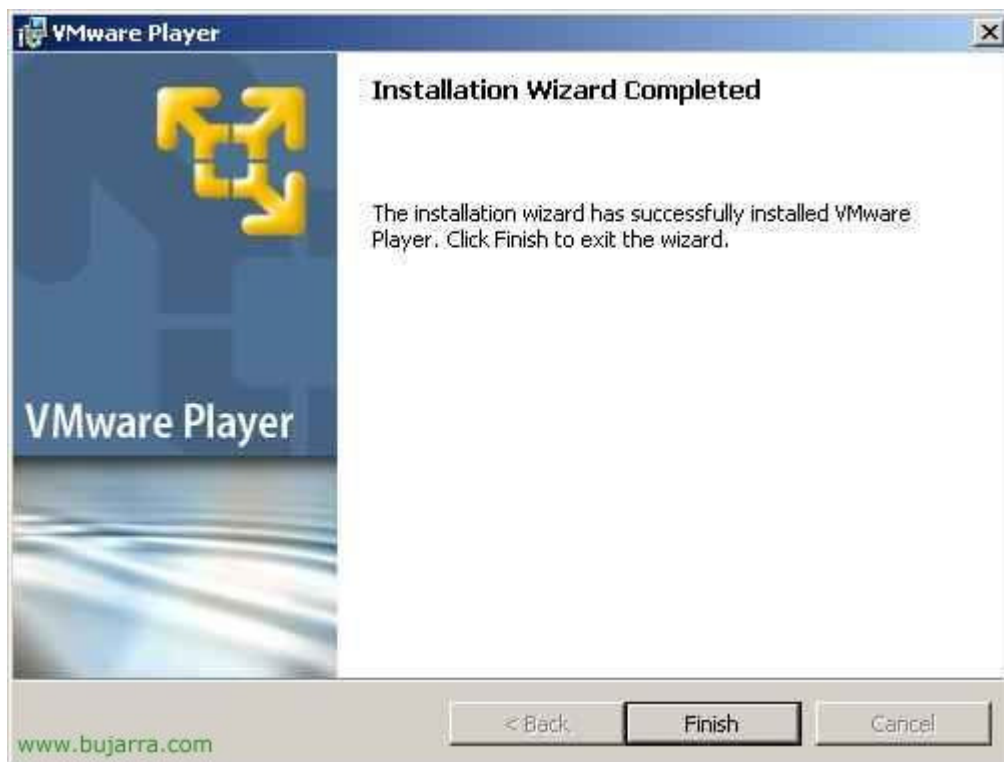 VMware Player
Installation Wizard Completed
The installation wizard has successfully installed VMware
Player. Click Finish to exit the wizard.
VMware Player
< Back
Finish
Cancel
www.bujarra.com